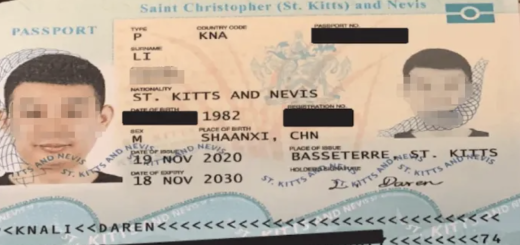 Saint Christopher (St. Kitts) and Nevis
PASSPORT
TYPE COUNTRY CODE PASSPORT NO.
P KNA
SURNAME
LI
NATIONALITY
ST. KITTS AND NEVIS
DATE OF BIRTH REGISTRATION NO.
1982
SEX PLACE OF BIRTH
M SHAANXI, CHN
DATE OF ISSUE PLACE OF ISSUE
19 NOV 2020 BASSETERRE, ST. KITTS
DATE OF EXPIRY
18 NOV 2030
Daren
<KNALI<<DAREN<<<<<<<<<<<<<<<<<<<<
<<<74